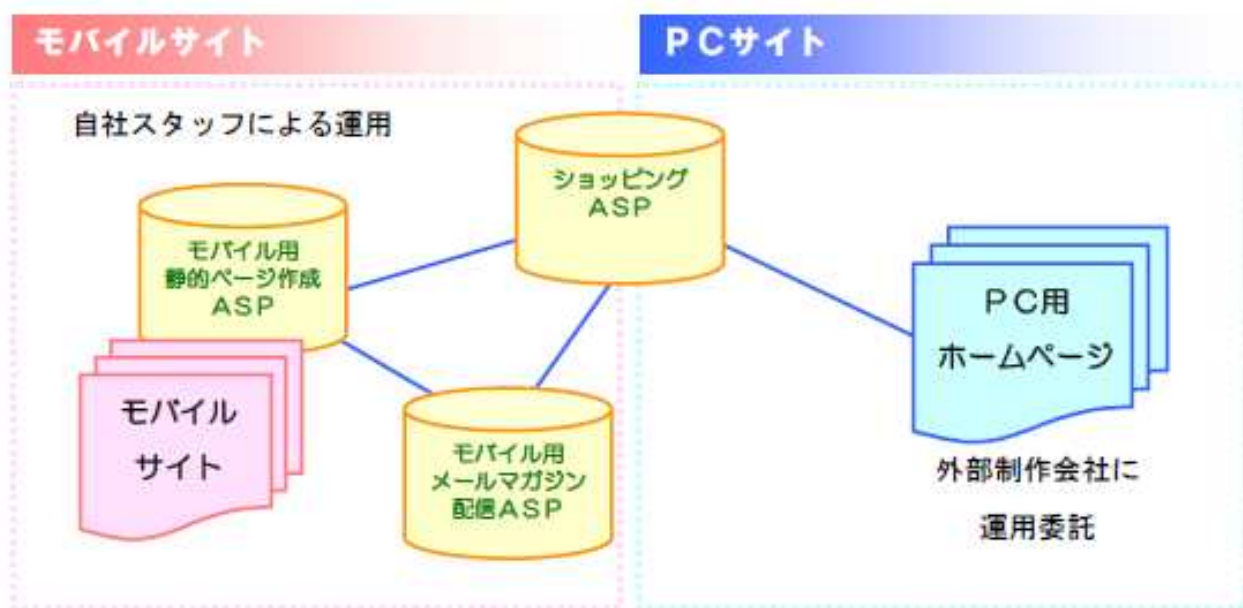 モバイルサイト
PCサイト
自社スタッフによる運用
ショッピング
ASP
モバイル用
静的ページ作成
ASP
モバイル
サイト
モバイル用
メールマガジン
配信ASP
PC用
ホームページ
外部制作会社に
運用委託